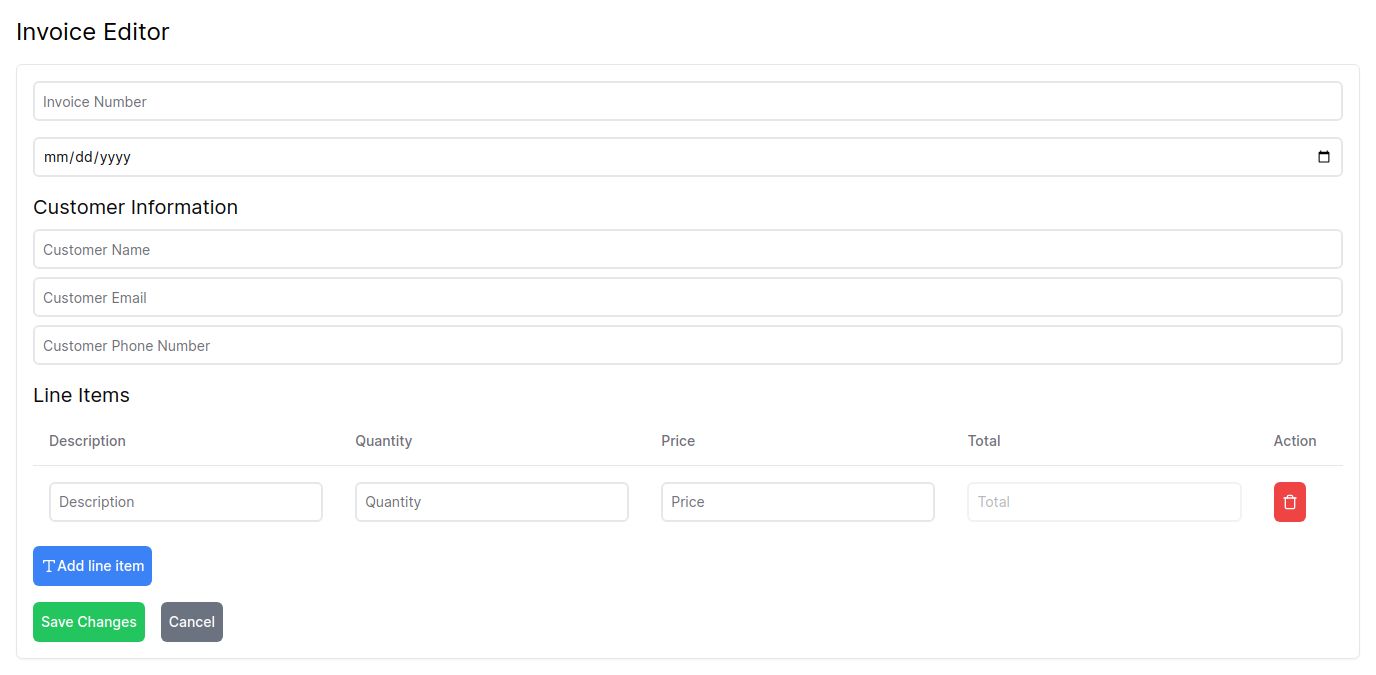 Invoice Editor
Invoice Number
mm/dd/yyyy
Customer Information
Customer Name
Customer Email
Customer Phone Number
Line Items
Description Quantity Price Total Action
Description Quantity Price Total
Add line item
Save Changes Cancel